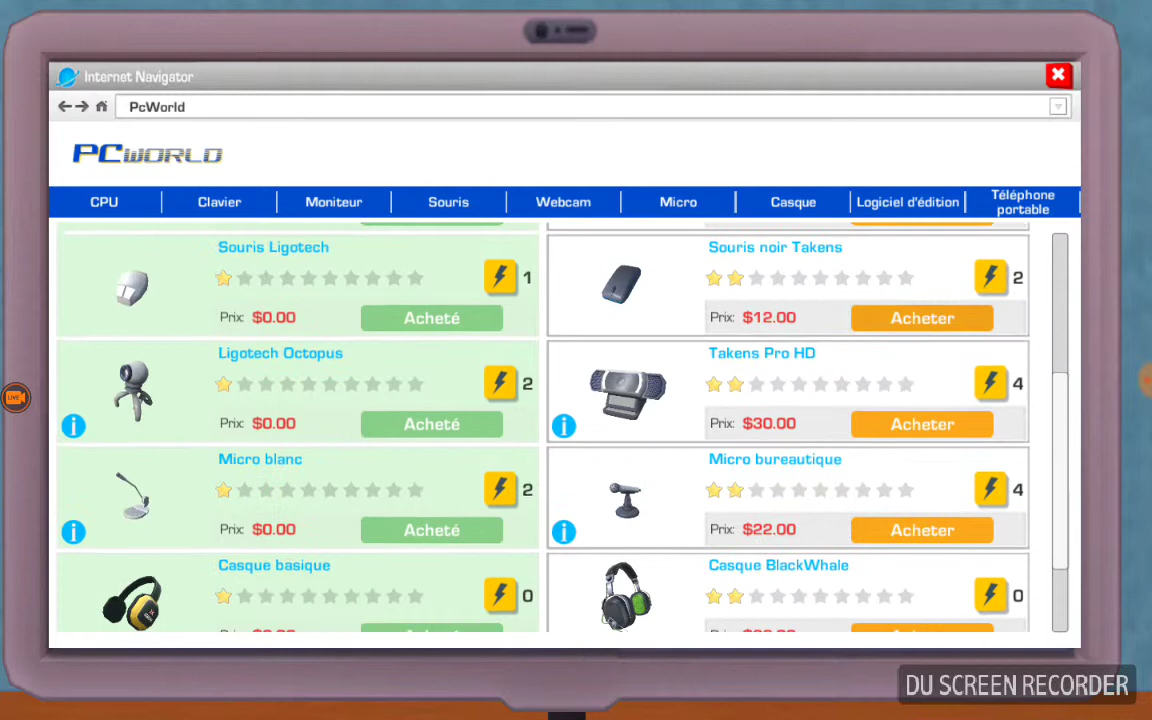 Internet Navigator
PcWorld
PCWORLD
CPU
Clavier
Moniteur
Souris
Webcam
Micro
Casque
Logiciel d'édition
Téléphone
portable
Souris Ligotech
1
Prix: $0.00
Acheté
Souris noir Takens
2
Prix: $12.00
Acheter
Ligotech Octopus
2
Prix: $0.00
Acheté
Takens Pro HD
4
Prix: $30.00
Acheter
Micro blanc
2
Prix: $0.00
Acheté
Micro bureautique
4
Prix: $22.00
Acheter
Casque basique
0
Casque BlackWhale
0
LIVE
DU SCREEN RECORDER